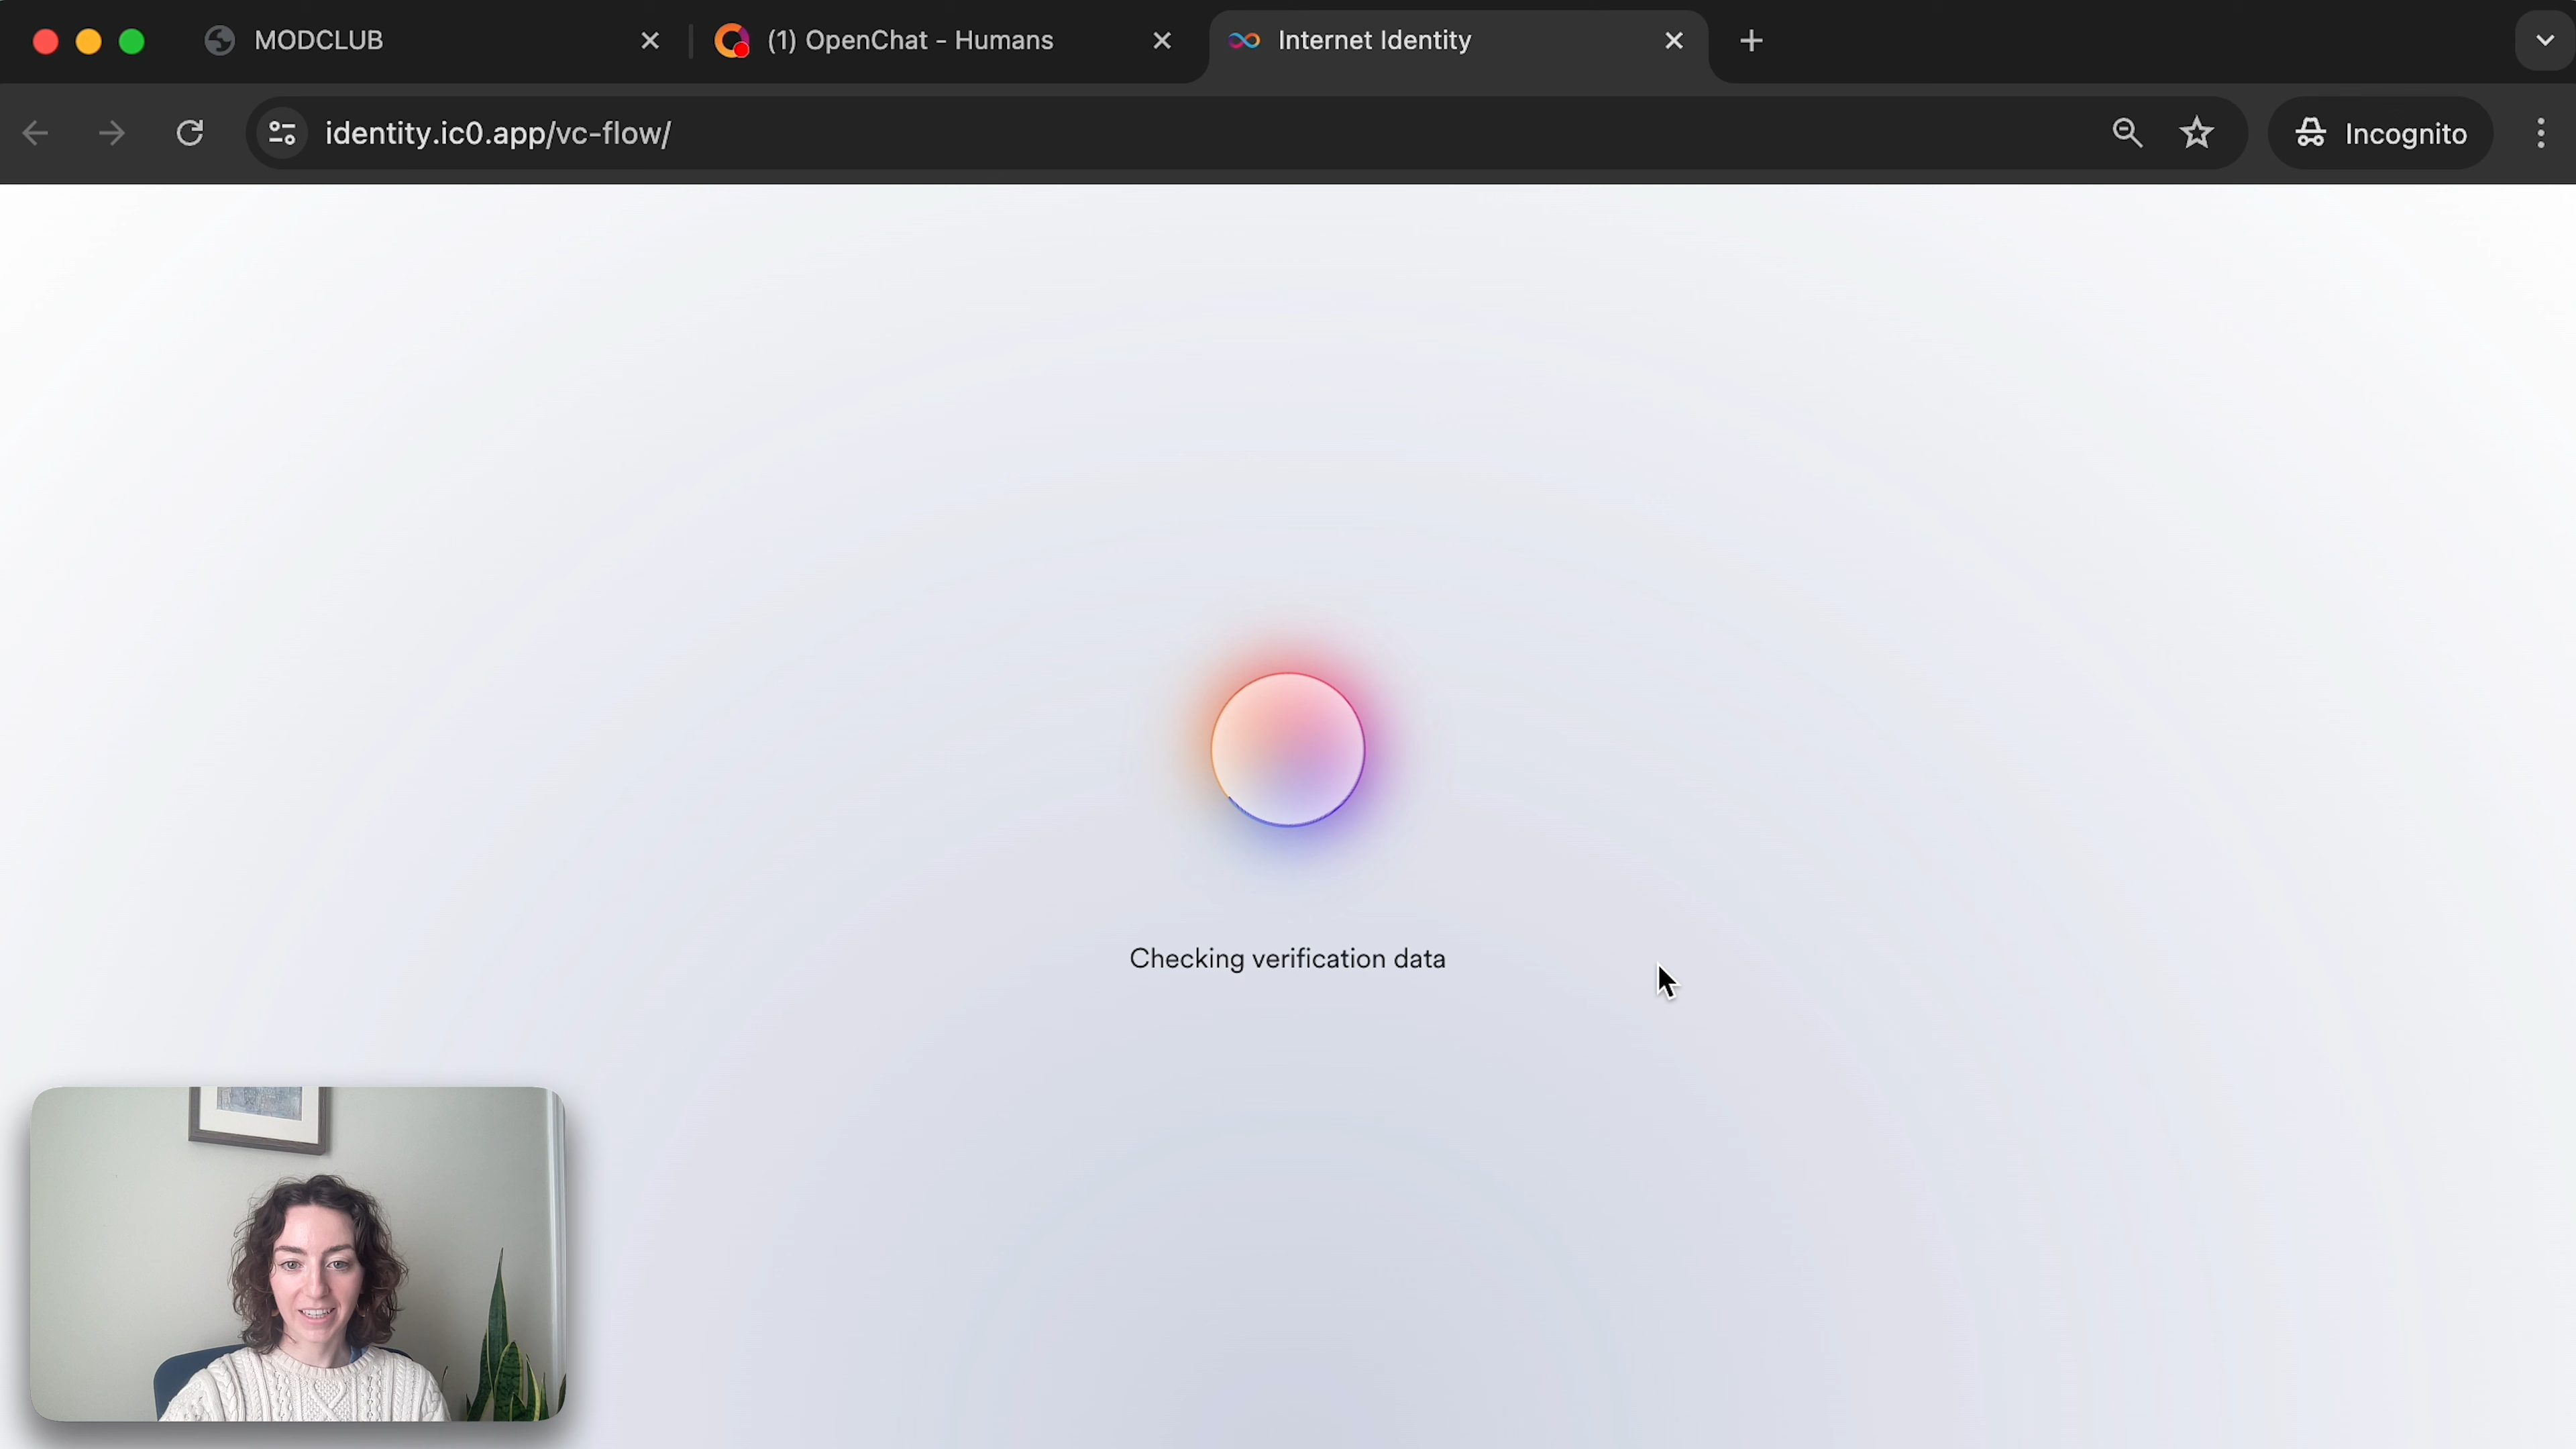 MODCLUB
(1) OpenChat - Humans
Internet Identity
identity.ic0.app/vc-flow/
Incognito
Checking verification data